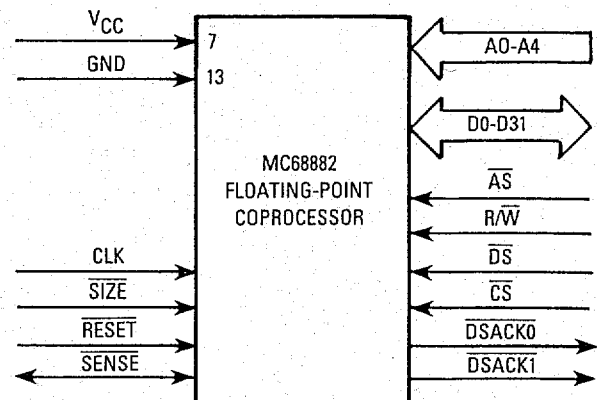 VCC
7
GND
13
MC68882
FLOATING-POINT
COPROCESSOR
CLK
SIZE
RESET
SENSE
A0-A4
D0-D31
AS
R/W
DS
CS
DSACK0
DSACK1